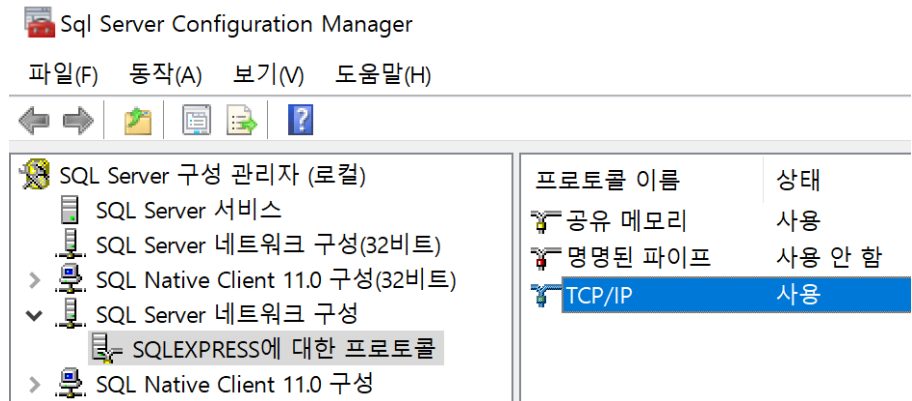 Sql Server Configuration Manager
파일(F) 동작(A) 보기(V) 도움말(H)
SQL Server 구성 관리자 (로컬)
SQL Server 서비스
SQL Server 네트워크 구성(32비트)
SQL Native Client 11.0 구성(32비트)
SQL Server 네트워크 구성
SQLEXPRESS에 대한 프로토콜
SQL Native Client 11.0 구성
프로토콜 이름 상태
공유 메모리 사용
명명된 파이프 사용 안 함
TCP/IP 사용